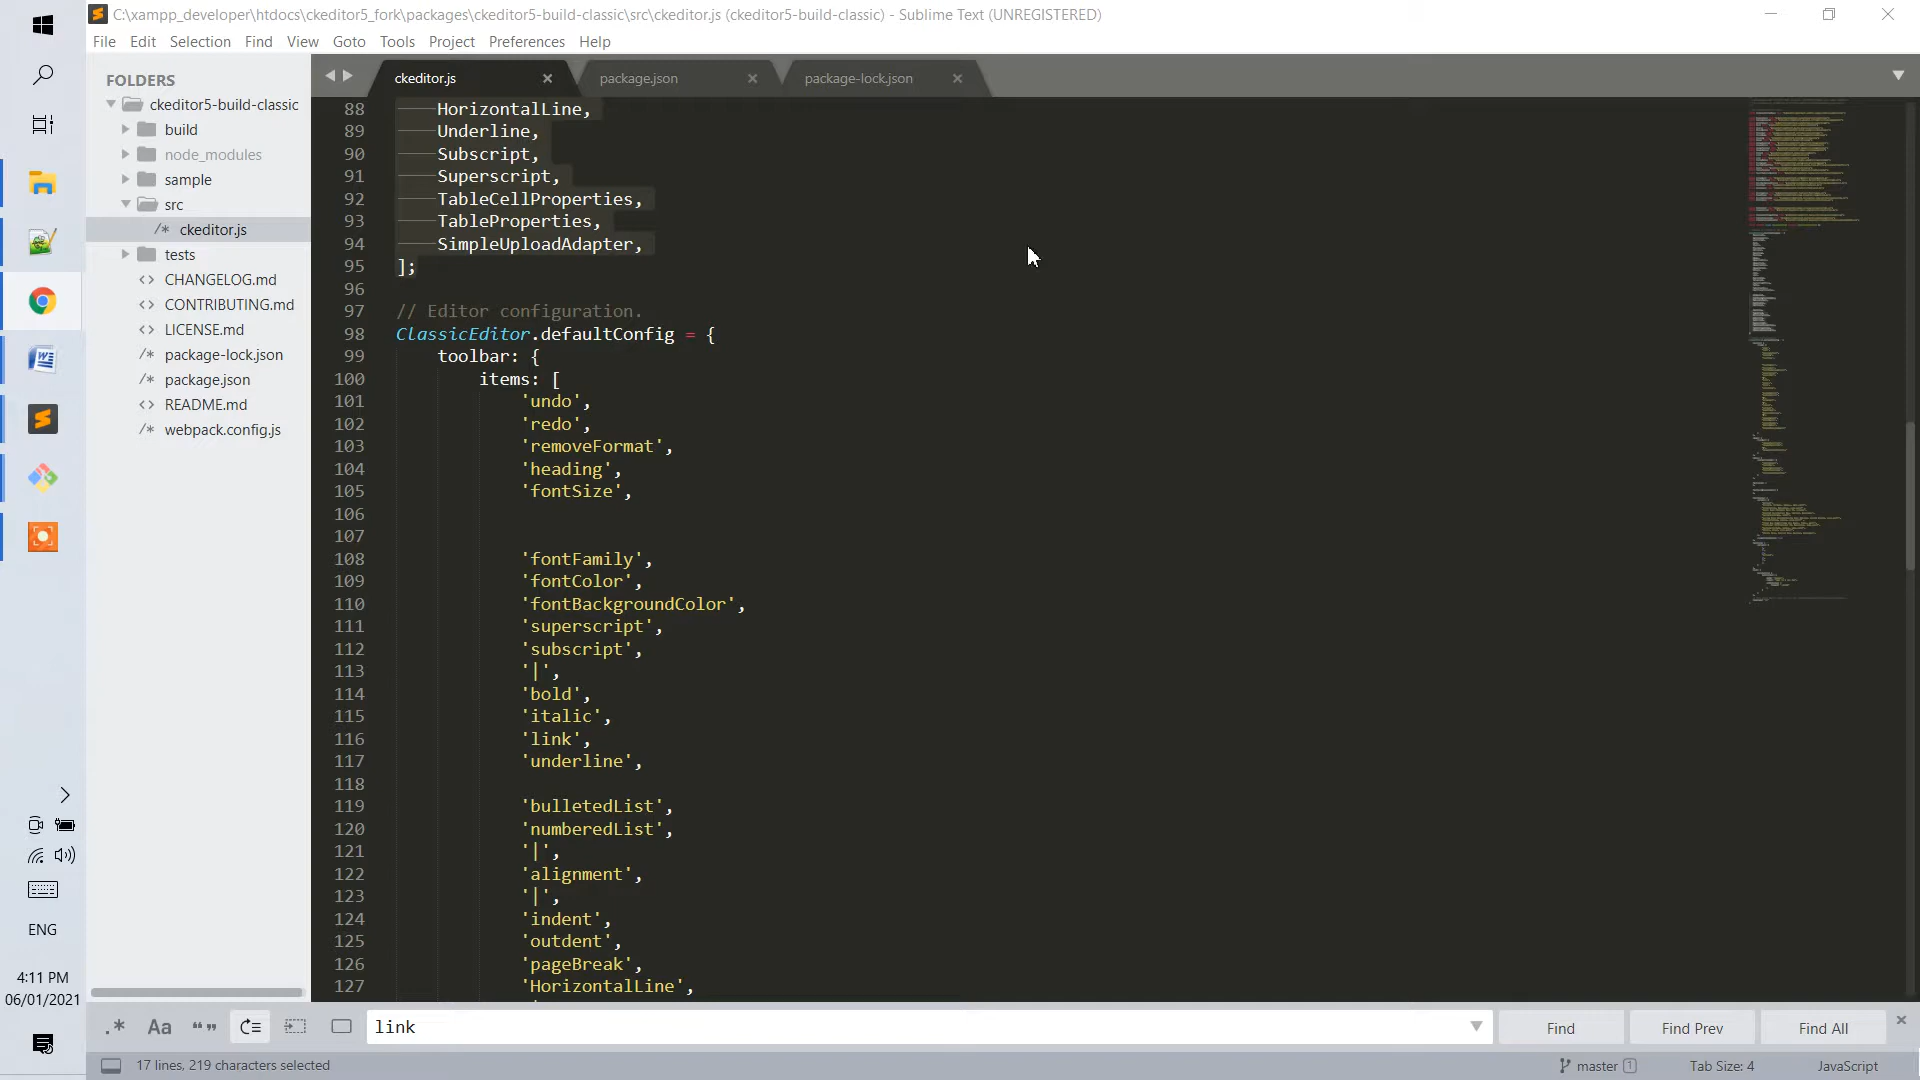 C:\xampp_developer\htdocs\ckeditor5_fork\packages\ckeditor5-build-classic\src\ckeditor.js (ckeditor5-build-classic) - Sublime Text (UNREGISTERED)
File Edit Selection Find View Goto Tools Project Preferences Help
FOLDERS
ckeditor5-build-classic
build
node_modules
sample
src
/* ckeditor.js
tests
<> CHANGELOG.md
<> CONTRIBUTING.md
<> LICENSE.md
/* package-lock.json
/* package.json
<> README.md
/* webpack.config.js
ckeditor.js package.json package-lock.json
88 HorizontalLine,
89 Underline,
90 Subscript,
91 Superscript,
92 TableCellProperties,
93 TableProperties,
94 SimpleUploadAdapter,
95 ];
96
97 // Editor configuration.
98 ClassicEditor.defaultConfig = {
99 toolbar: {
100 items: [
101 'undo',
102 'redo',
103 'removeFormat',
104 'heading',
105 'fontSize',
106
107
108 'fontFamily',
109 'fontColor',
110 'fontBackgroundColor',
111 'superscript',
112 'subscript',
113 '|',
114 'bold',
115 'italic',
116 'link',
117 'underline',
118
119 'bulletedList',
120 'numberedList',
121 '|',
122 'alignment',
123 '|',
124 'indent',
125 'outdent',
126 'pageBreak',
127 'HorizontalLine',
ENG
4:11 PM
06/01/2021
.* Aa “” link Find Find Prev Find All
17 lines, 219 characters selected master 1 Tab Size: 4 JavaScript